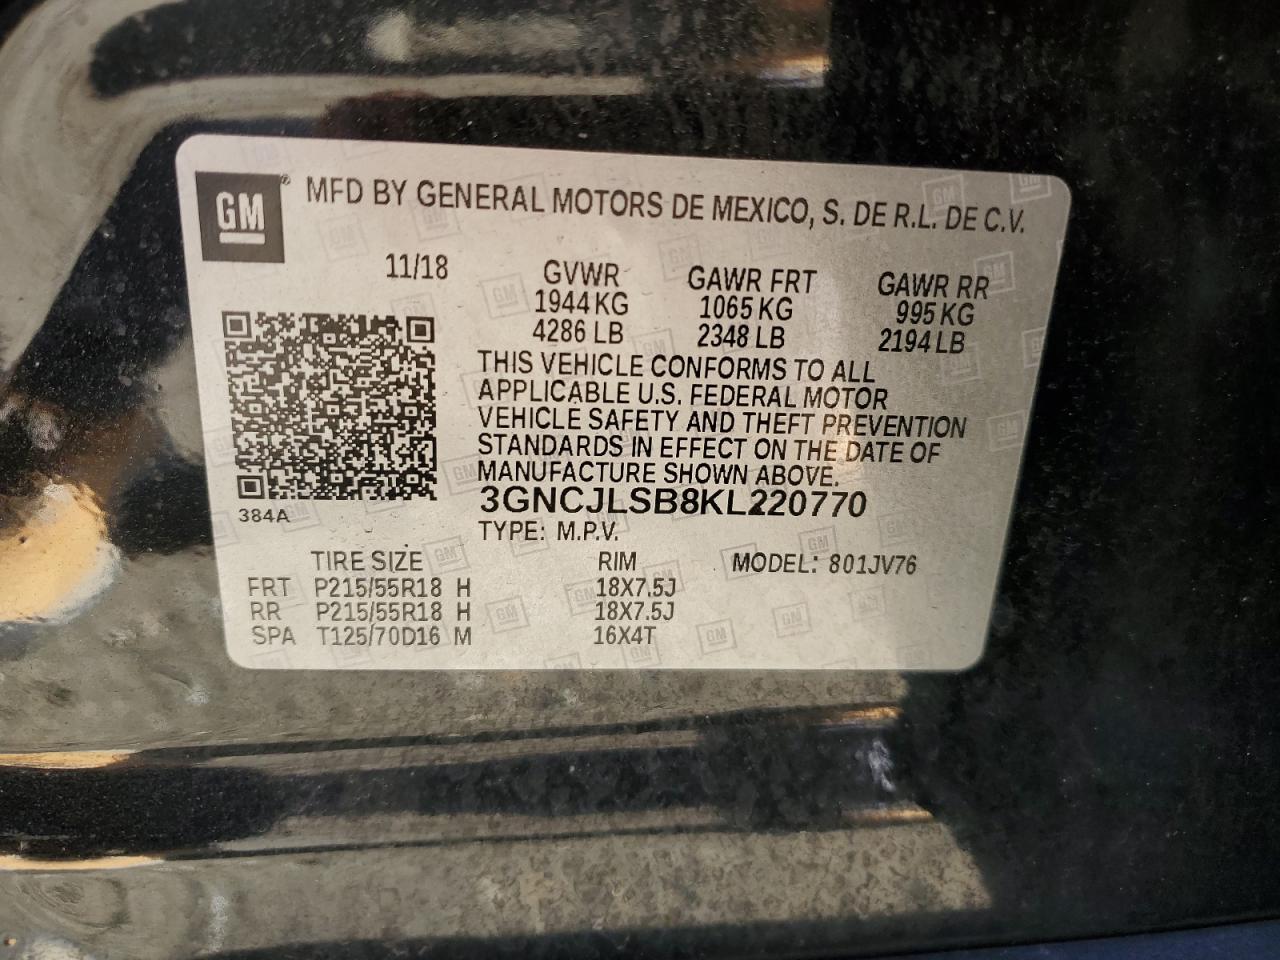 GM® MFD BY GENERAL MOTORS DE MEXICO, S. DE R.L. DE C.V.
11/18 GVWR GAWR FRT GAWR RR
1944 KG 1065 KG 995 KG
4286 LB 2348 LB 2194 LB
THIS VEHICLE CONFORMS TO ALL
APPLICABLE U.S. FEDERAL MOTOR
VEHICLE SAFETY AND THEFT PREVENTION
STANDARDS IN EFFECT ON THE DATE OF
MANUFACTURE SHOWN ABOVE.
3GNCJLSB8KL220770
384A
TYPE: M.P.V.
TIRE SIZE RIM MODEL: 801JV76
FRT P215/55R18 H 18X7.5J
RR P215/55R18 H 18X7.5J
SPA T125/70D16 M 16X4T